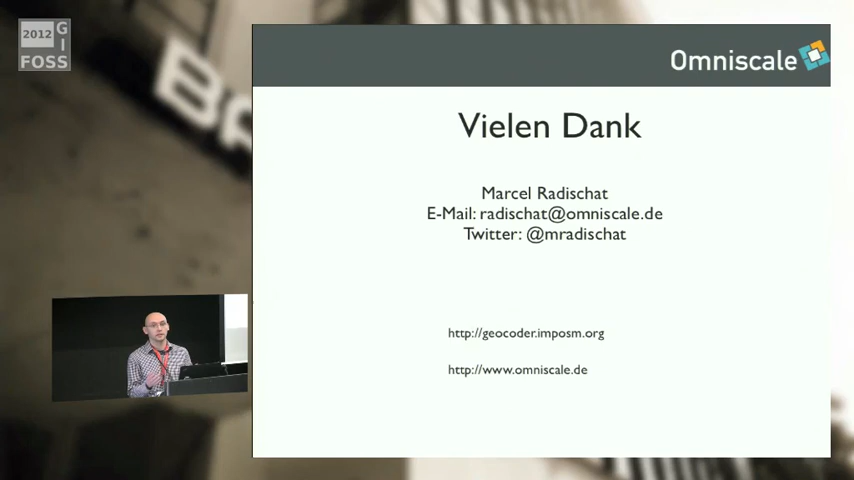 2012
G
I
FOSS
BA
Omniscale
Vielen Dank
Marcel Radischat
E-Mail: radischat@omniscale.de
Twitter: @mradischat
http://geocoder.imposm.org
http://www.omniscale.de